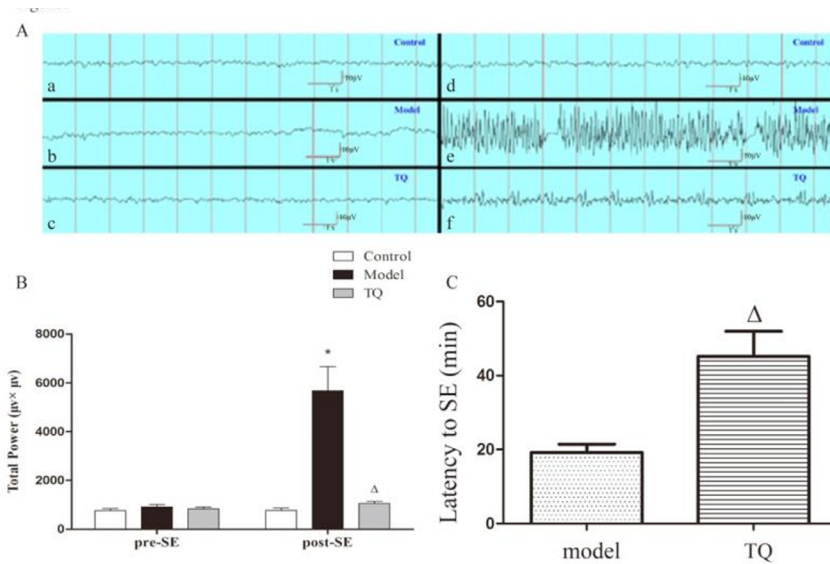 A
Control
a
Control
d
Model
b
Model
e
TQ
c
TQ
f
B
Control
Model
TQ
8000
6000
4000
2000
0
Total Power (μv× μv)
*
Δ
pre-SE
post-SE
C
60
40
20
0
Latency to SE (min)
Δ
model
TQ